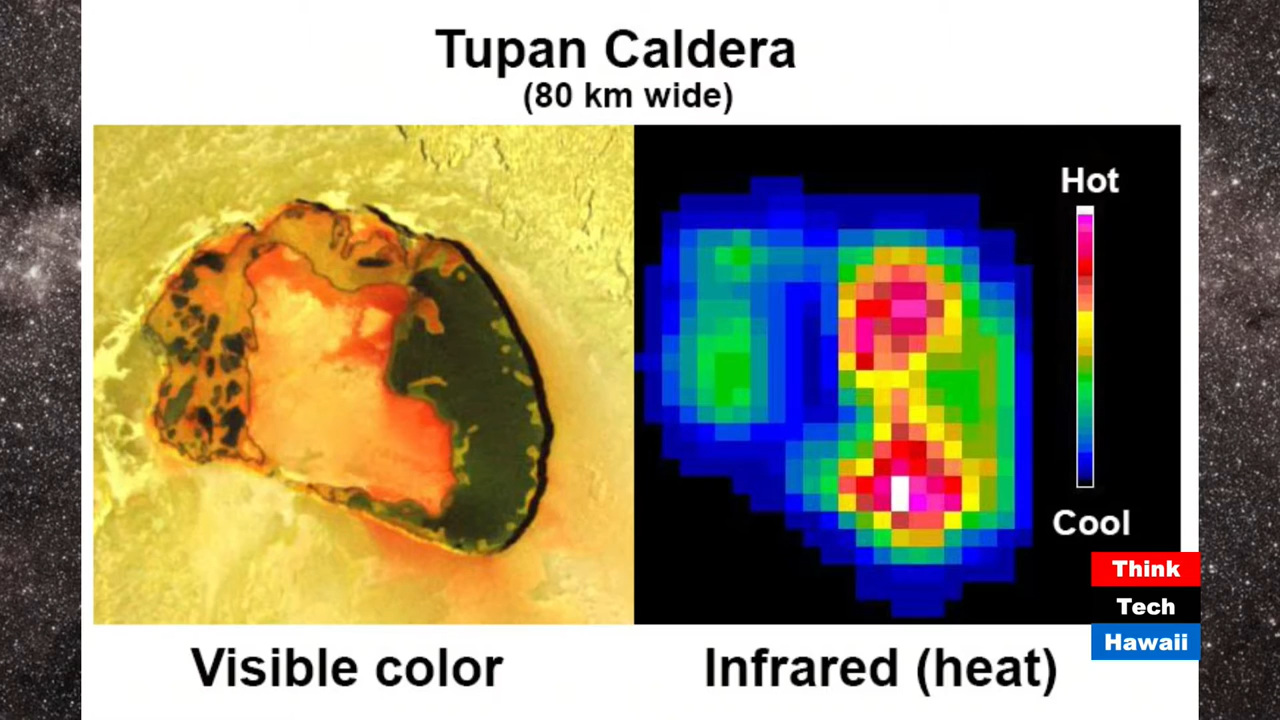 Tupan Caldera
(80 km wide)
Hot
Cool
Think
Tech
Hawaii
Visible color
Infrared (heat)